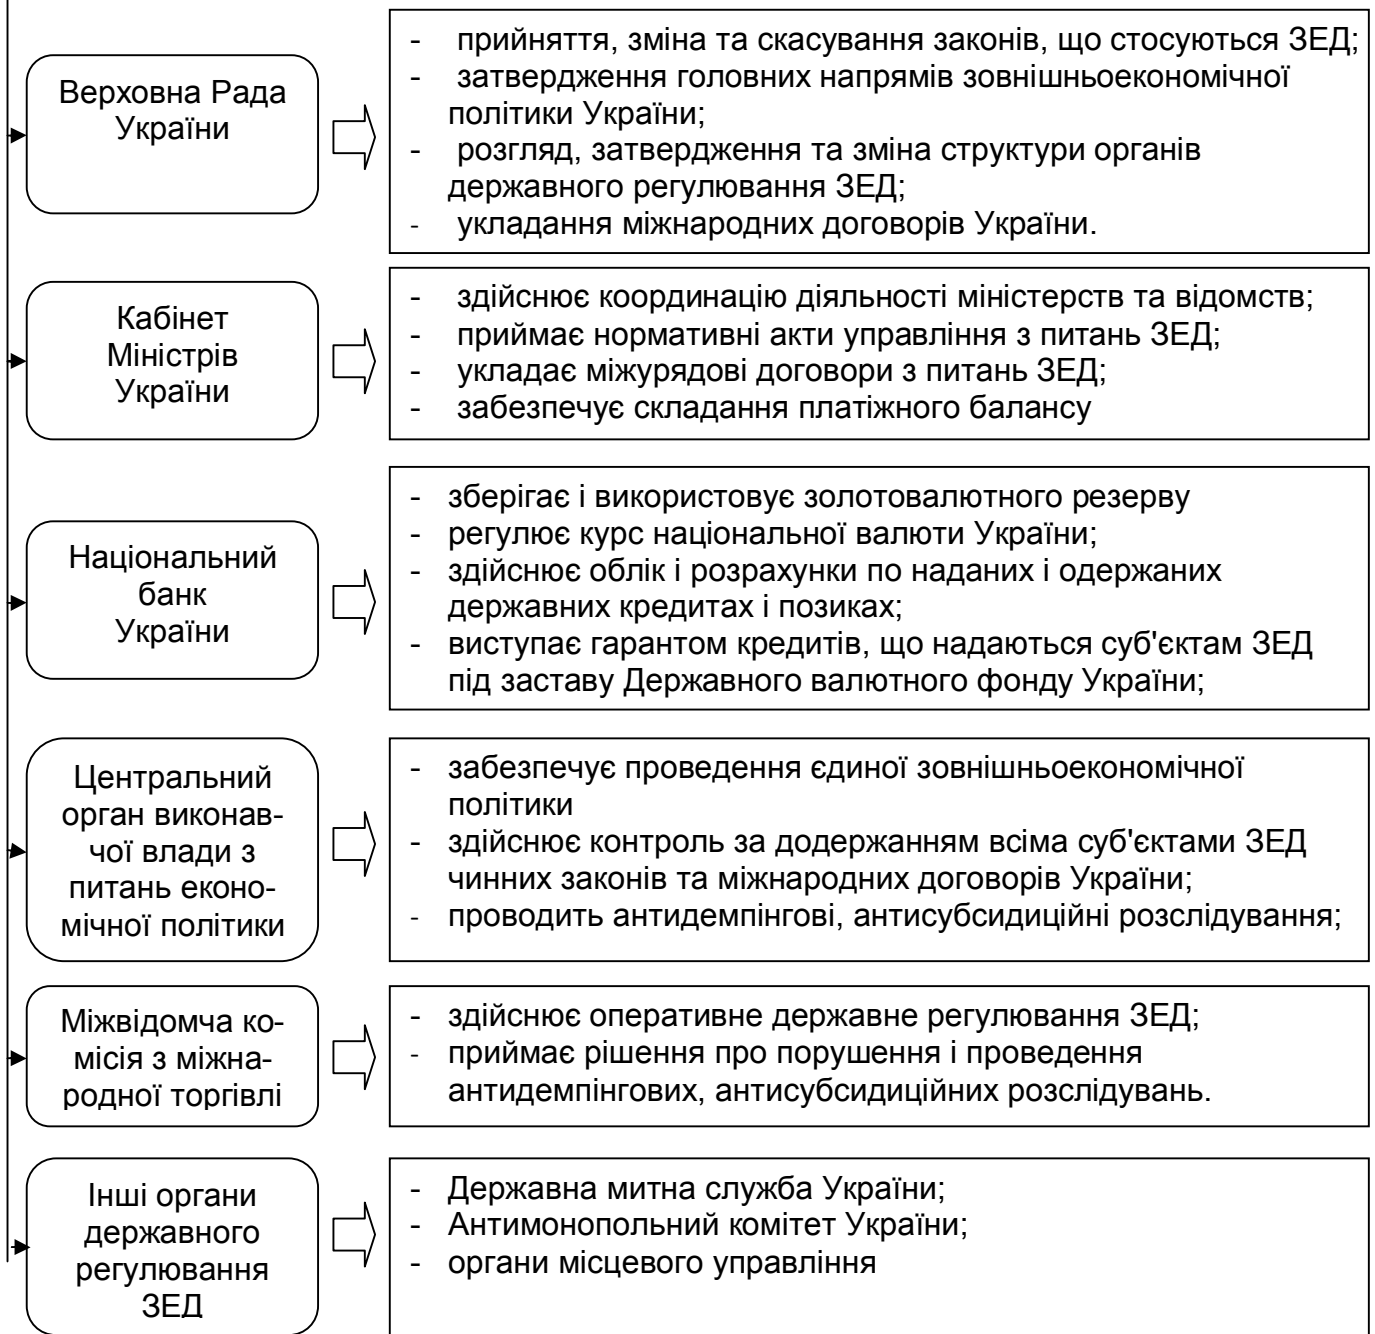 Верховна Рада
України
- прийняття, зміна та скасування законів, що стосуються ЗЕД;
- затвердження головних напрямів зовнішньоекономічної
політики України;
- розгляд, затвердження та зміна структури органів
державного регулювання ЗЕД;
- укладання міжнародних договорів України.
Кабінет
Міністрів
України
- здійснює координацію діяльності міністерств та відомств;
- приймає нормативні акти управління з питань ЗЕД;
- укладає міжурядові договори з питань ЗЕД;
- забезпечує складання платіжного балансу
Національний
банк
України
- зберігає і використовує золотовалютного резерву
- регулює курс національної валюти України;
- здійснює облік і розрахунки по наданих і одержаних
державних кредитах і позиках;
- виступає гарантом кредитів, що надаються суб'єктам ЗЕД
під заставу Державного валютного фонду України;
Центральний
орган виконав-
чої влади з
питань еконо-
мічної політики
- забезпечує проведення єдиної зовнішньоекономічної
політики
- здійснює контроль за додержанням всіма суб'єктами ЗЕД
чинних законів та міжнародних договорів України;
- проводить антидемпінгові, антисубсидиційні розслідування;
Міжвідомча ко-
місія з міжна-
родної торгівлі
- здійснює оперативне державне регулювання ЗЕД;
- приймає рішення про порушення і проведення
антидемпінгових, антисубсидиційних розслідувань.
Інші органи
державного
регулювання
ЗЕД
- Державна митна служба України;
- Антимонопольний комітет України;
- органи місцевого управління